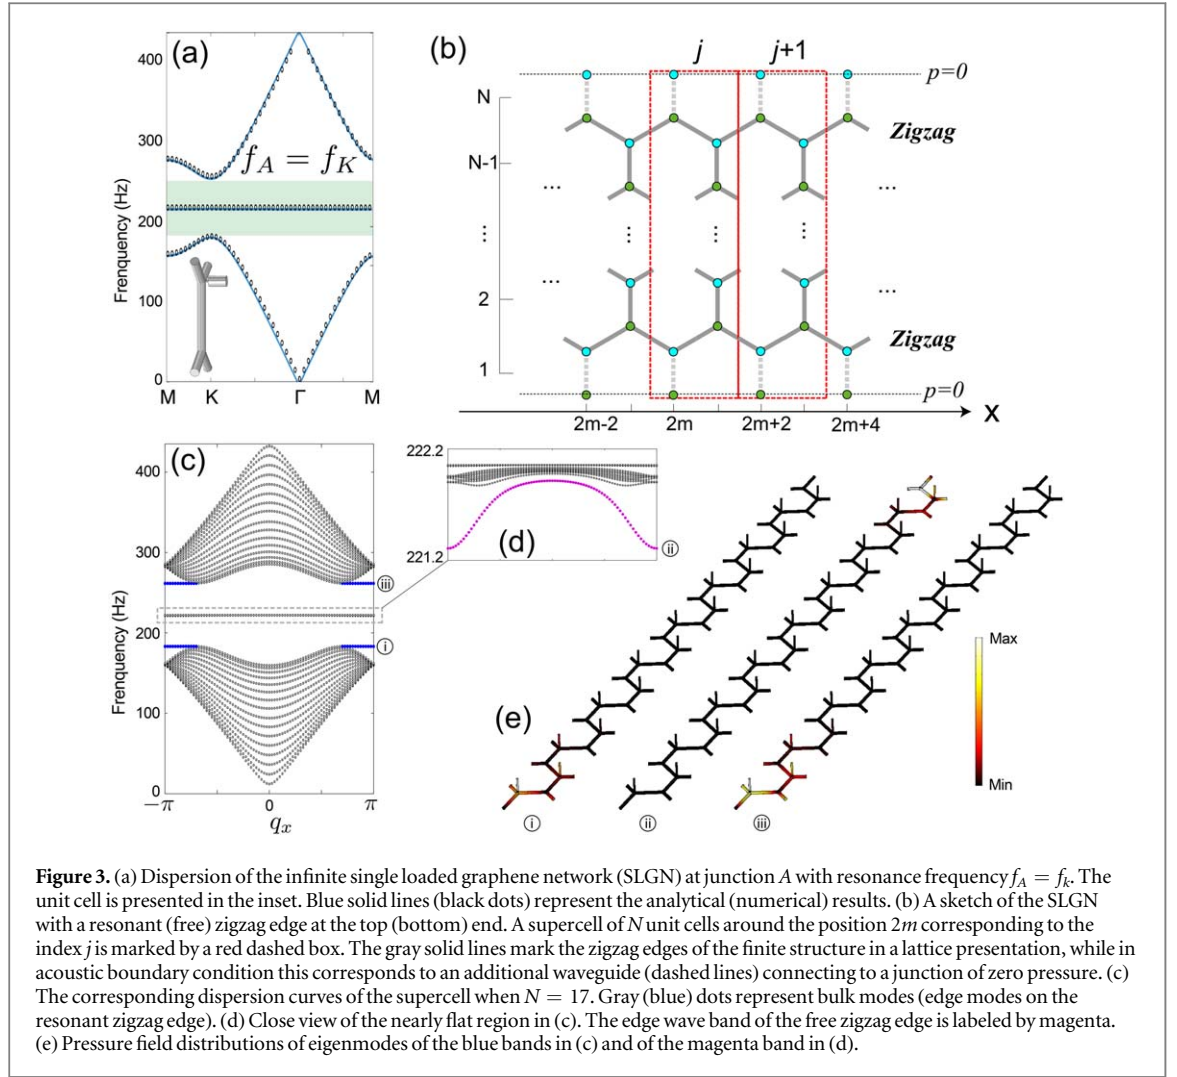 (a)
400
300
200
100
0
Frenquency (Hz)
f_A = f_K
M K Γ M
(b)
j j+1
p=0
N
Zigzag
N-1
...
...
⋮
⋮
⋮
⋮
...
...
2
Zigzag
1
p=0
X
2m-2 2m 2m+2 2m+4
(c)
400
300
200
100
0
Frenquency (Hz)
ⅲ
ⅰ
−π 0 π
q_x
222.2
(d)
221.2
ⅱ
(e)
Max
Min
ⅰ ⅱ ⅲ
Figure 3. (a) Dispersion of the infinite single loaded graphene network (SLGN) at junction A with resonance frequency f_A = f_k. The
unit cell is presented in the inset. Blue solid lines (black dots) represent the analytical (numerical) results. (b) A sketch of the SLGN
with a resonant (free) zigzag edge at the top (bottom) end. A supercell of N unit cells around the position 2m corresponding to the
index j is marked by a red dashed box. The gray solid lines mark the zigzag edges of the finite structure in a lattice presentation, while in
acoustic boundary condition this corresponds to an additional waveguide (dashed lines) connecting to a junction of zero pressure. (c)
The corresponding dispersion curves of the supercell when N = 17. Gray (blue) dots represent bulk modes (edge modes on the
resonant zigzag edge). (d) Close view of the nearly flat region in (c). The edge wave band of the free zigzag edge is labeled by magenta.
(e) Pressure field distributions of eigenmodes of the blue bands in (c) and of the magenta band in (d).